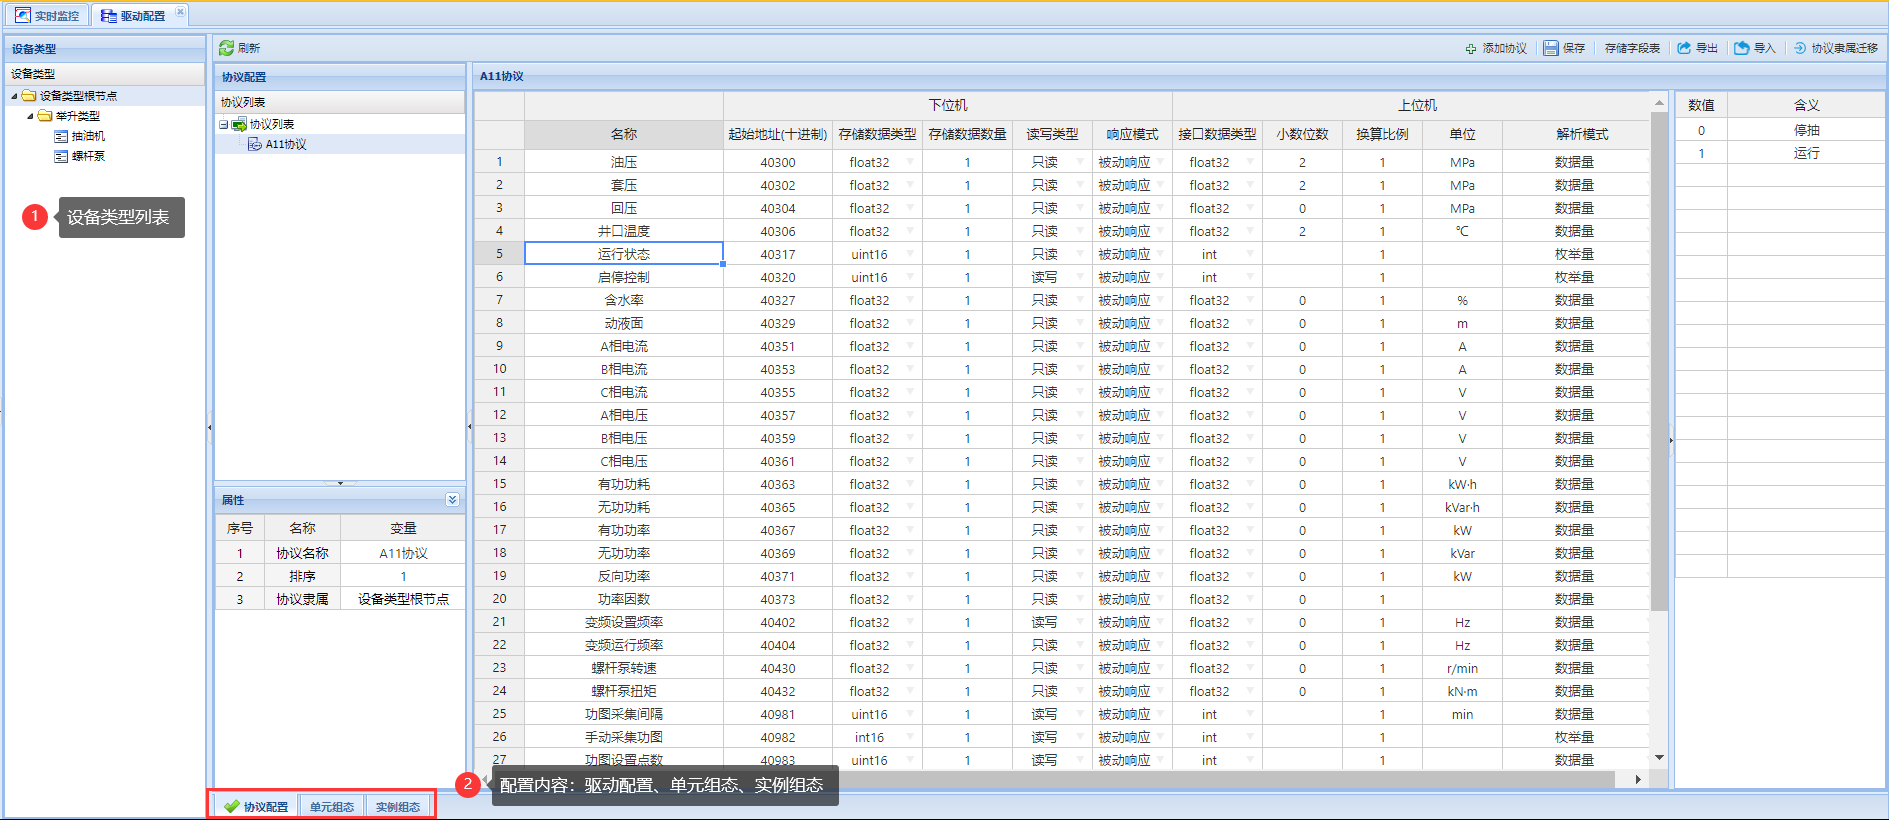 实时监控 驱动配置
设备类型
设备类型
设备类型根节点
举升类型
抽油机
螺杆泵
1 设备类型列表
刷新 添加协议 保存 存储字段表 导出 导入 协议隶属迁移
协议配置
协议列表
协议列表
A11协议
属性
序号 名称 变量
1 协议名称 A11协议
2 排序 1
3 协议隶属 设备类型根节点
A11协议
下位机 上位机
名称 起始地址(十进制) 存储数据类型 存储数据数量 读写类型 响应模式 接口数据类型 小数位数 换算比例 单位 解析模式
1 油压 40300 float32 1 只读 被动响应 float32 2 1 MPa 数据量
2 套压 40302 float32 1 只读 被动响应 float32 2 1 MPa 数据量
3 回压 40304 float32 1 只读 被动响应 float32 0 1 MPa 数据量
4 井口温度 40306 float32 1 只读 被动响应 float32 2 1 ℃ 数据量
5 运行状态 40317 uint16 1 只读 被动响应 int 1 枚举量
6 启停控制 40320 uint16 1 读写 被动响应 int 1 枚举量
7 含水率 40327 float32 1 只读 被动响应 float32 0 1 % 数据量
8 动液面 40329 float32 1 只读 被动响应 float32 0 1 m 数据量
9 A相电流 40351 float32 1 只读 被动响应 float32 0 1 A 数据量
10 B相电流 40353 float32 1 只读 被动响应 float32 0 1 A 数据量
11 C相电流 40355 float32 1 只读 被动响应 float32 0 1 V 数据量
12 A相电压 40357 float32 1 只读 被动响应 float32 0 1 V 数据量
13 B相电压 40359 float32 1 只读 被动响应 float32 0 1 V 数据量
14 C相电压 40361 float32 1 只读 被动响应 float32 0 1 V 数据量
15 有功功耗 40363 float32 1 只读 被动响应 float32 0 1 kW·h 数据量
16 无功功耗 40365 float32 1 只读 被动响应 float32 0 1 kVar·h 数据量
17 有功功率 40367 float32 1 只读 被动响应 float32 0 1 kW 数据量
18 无功功率 40369 float32 1 只读 被动响应 float32 0 1 kVar 数据量
19 反向功率 40371 float32 1 只读 被动响应 float32 0 1 kW 数据量
20 功率因数 40373 float32 1 只读 被动响应 float32 0 1 数据量
21 变频设置频率 40402 float32 1 读写 被动响应 float32 0 1 Hz 数据量
22 变频运行频率 40404 float32 1 只读 被动响应 float32 0 1 Hz 数据量
23 螺杆泵转速 40430 float32 1 只读 被动响应 float32 0 1 r/min 数据量
24 螺杆泵扭矩 40432 float32 1 只读 被动响应 float32 0 1 kN·m 数据量
25 功图采集间隔 40981 uint16 1 读写 被动响应 int 1 min 数据量
26 手动采集功图 40982 int16 1 读写 被动响应 int 1 枚举量
27 功图设置点数 40983 uint16 1 读写 被动响应 int 1 数据量
数值 含义
0 停抽
1 运行
2 配置内容：驱动配置、单元组态、实例组态
协议配置 单元组态 实例组态